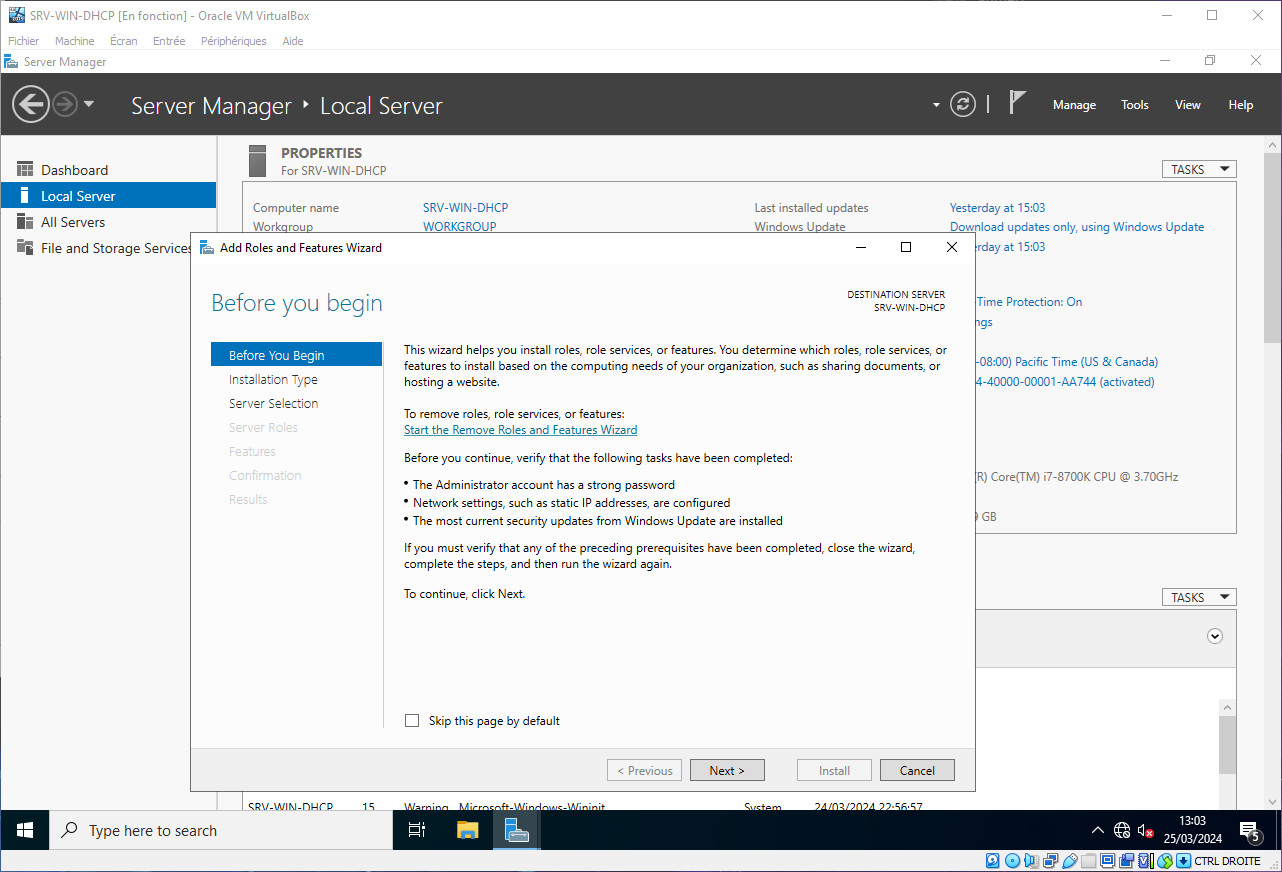 SRV-WIN-DHCP [En fonction] - Oracle VM VirtualBox
Fichier Machine Écran Entrée Périphériques Aide
Server Manager
Server Manager ‣ Local Server
Manage Tools View Help
Dashboard
Local Server
All Servers
File and Storage Services
PROPERTIES
For SRV-WIN-DHCP
TASKS
Computer name SRV-WIN-DHCP Last installed updates Yesterday at 15:03
Workgroup WORKGROUP Windows Update Download updates only, using Windows Update
rday at 15:03
-Time Protection: On
ngs
-08:00) Pacific Time (US & Canada)
4-40000-00001-AA744 (activated)
(R) Core(TM) i7-8700K CPU @ 3.70GHz
GB
TASKS
Add Roles and Features Wizard
Before you begin
DESTINATION SERVER
SRV-WIN-DHCP
Before You Begin
Installation Type
Server Selection
Server Roles
Features
Confirmation
Results
This wizard helps you install roles, role services, or features. You determine which roles, role services, or
features to install based on the computing needs of your organization, such as sharing documents, or
hosting a website.
To remove roles, role services, or features:
Start the Remove Roles and Features Wizard
Before you continue, verify that the following tasks have been completed:
• The Administrator account has a strong password
• Network settings, such as static IP addresses, are configured
• The most current security updates from Windows Update are installed
If you must verify that any of the preceding prerequisites have been completed, close the wizard,
complete the steps, and then run the wizard again.
To continue, click Next.
Skip this page by default
< Previous Next > Install Cancel
SRV-WIN-DHCP 15 Warning Microsoft-Windows-Wininit System 24/03/2024 22:56:57
Type here to search
13:03
25/03/2024
5
CTRL DROITE